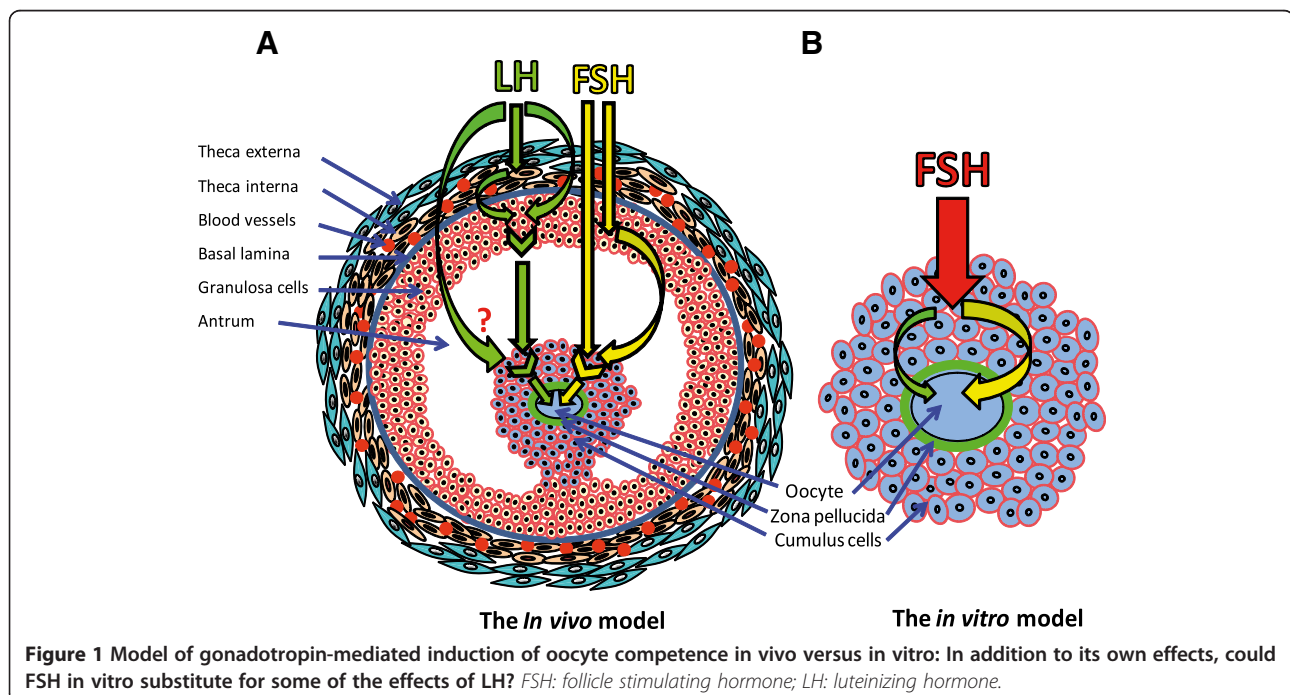 A
B
LH FSH
FSH
Theca externa
Theca interna
Blood vessels
Basal lamina
Granulosa cells
Antrum
?
Oocyte
Zona pellucida
Cumulus cells
The In vivo model
The in vitro model
Figure 1 Model of gonadotropin-mediated induction of oocyte competence in vivo versus in vitro: In addition to its own effects, could
FSH in vitro substitute for some of the effects of LH? FSH: follicle stimulating hormone; LH: luteinizing hormone.